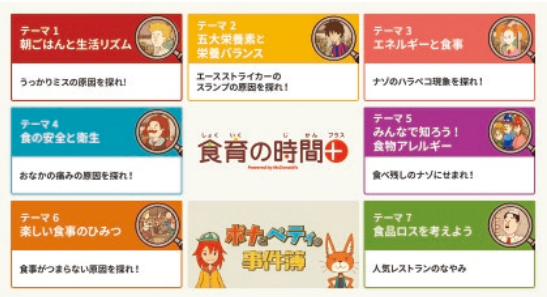 テーマ1
朝ごはんと生活リズム
うっかりミスの原因を探れ!
テーマ2
五大栄養素と
栄養バランス
エースストライカーの
スランプの原因を探れ!
テーマ3
エネルギーと食事
ナゾのハラペコ現象を探れ!
テーマ4
食の安全と衛生
おなかの痛みの原因を探れ!
しょく いく じ かん プラス
食育の時間+
Powered by McDonald's
テーマ5
みんなで知ろう!
食物アレルギー
食べ残しのナゾにせまれ!
テーマ6
楽しい食事のひみつ
食事がつまらない原因を探れ!
ボナとペティの
事件簿
テーマ7
食品ロスを考えよう
人気レストランのなやみ